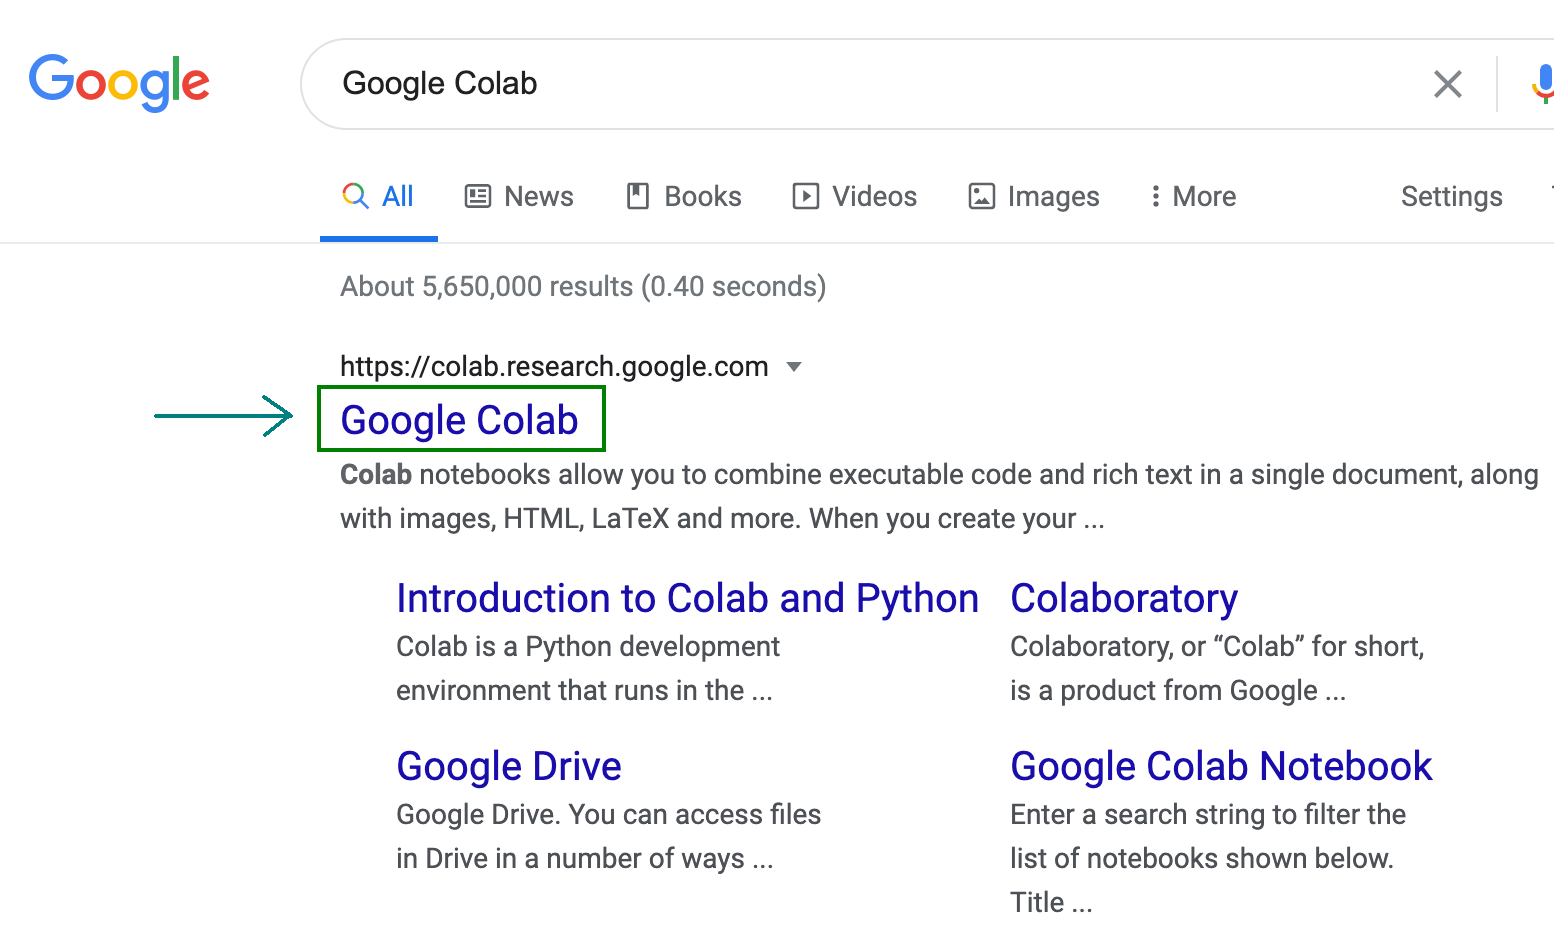 Google
Google Colab
All News Books Videos Images More Settings
About 5,650,000 results (0.40 seconds)
https://colab.research.google.com
Google Colab
Colab notebooks allow you to combine executable code and rich text in a single document, along
with images, HTML, LaTeX and more. When you create your ...
Introduction to Colab and Python
Colab is a Python development
environment that runs in the ...
Colaboratory
Colaboratory, or “Colab” for short,
is a product from Google ...
Google Drive
Google Drive. You can access files
in Drive in a number of ways ...
Google Colab Notebook
Enter a search string to filter the
list of notebooks shown below.
Title ...